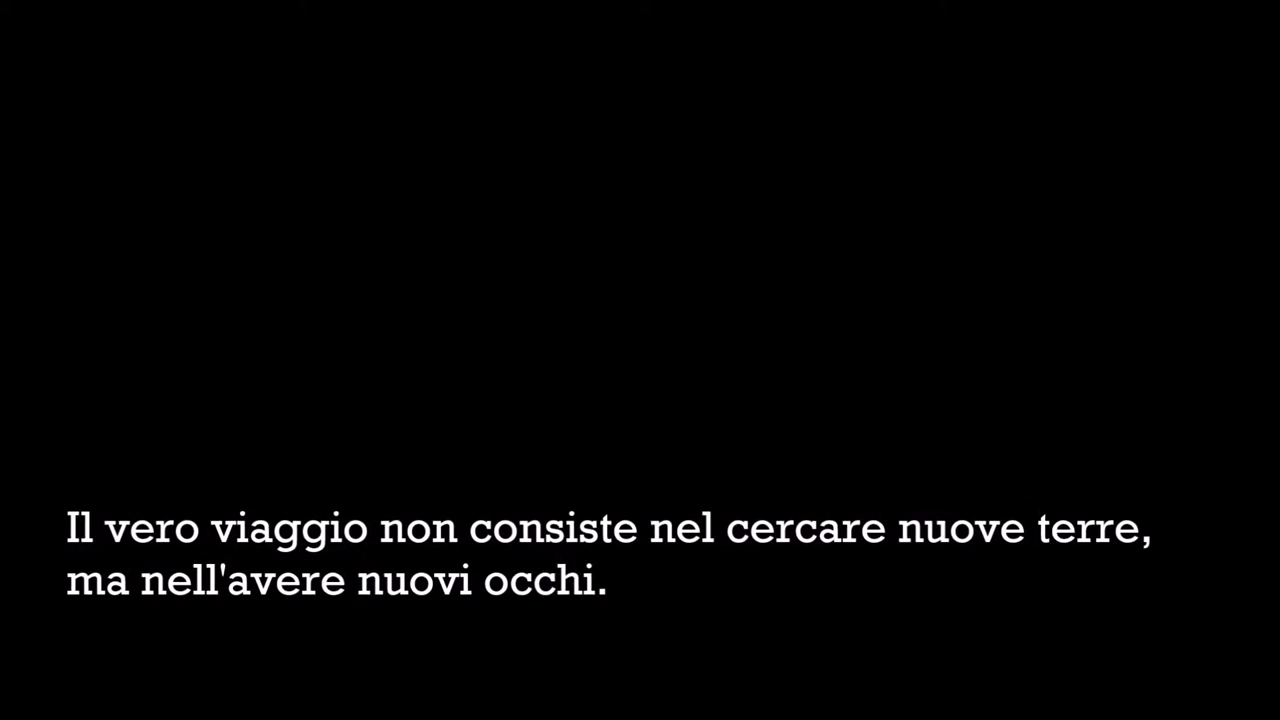 Il vero viaggio non consiste nel cercare nuove terre,
ma nell'avere nuovi occhi.